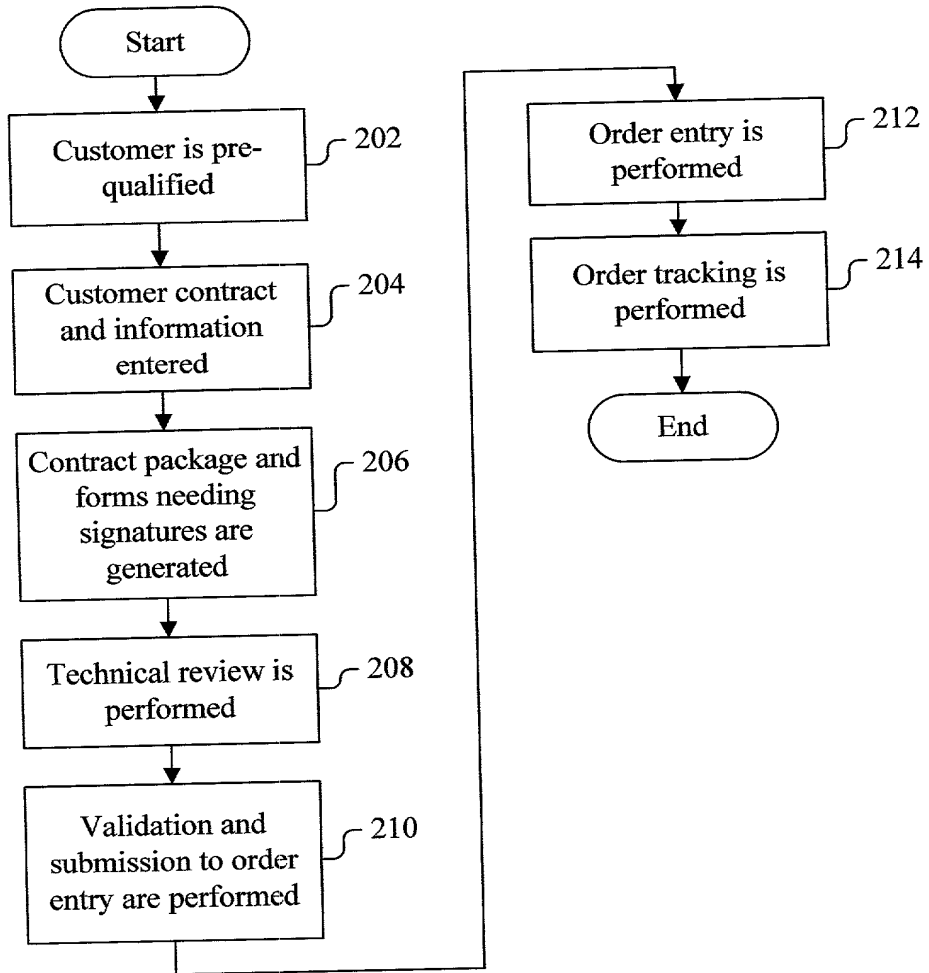 Start
Customer is pre-
qualified
202
Customer contract
and information
entered
204
Contract package and
forms needing
signatures are
generated
206
Technical review is
performed
208
Validation and
submission to order
entry are performed
210
Order entry is
performed
212
Order tracking is
performed
214
End